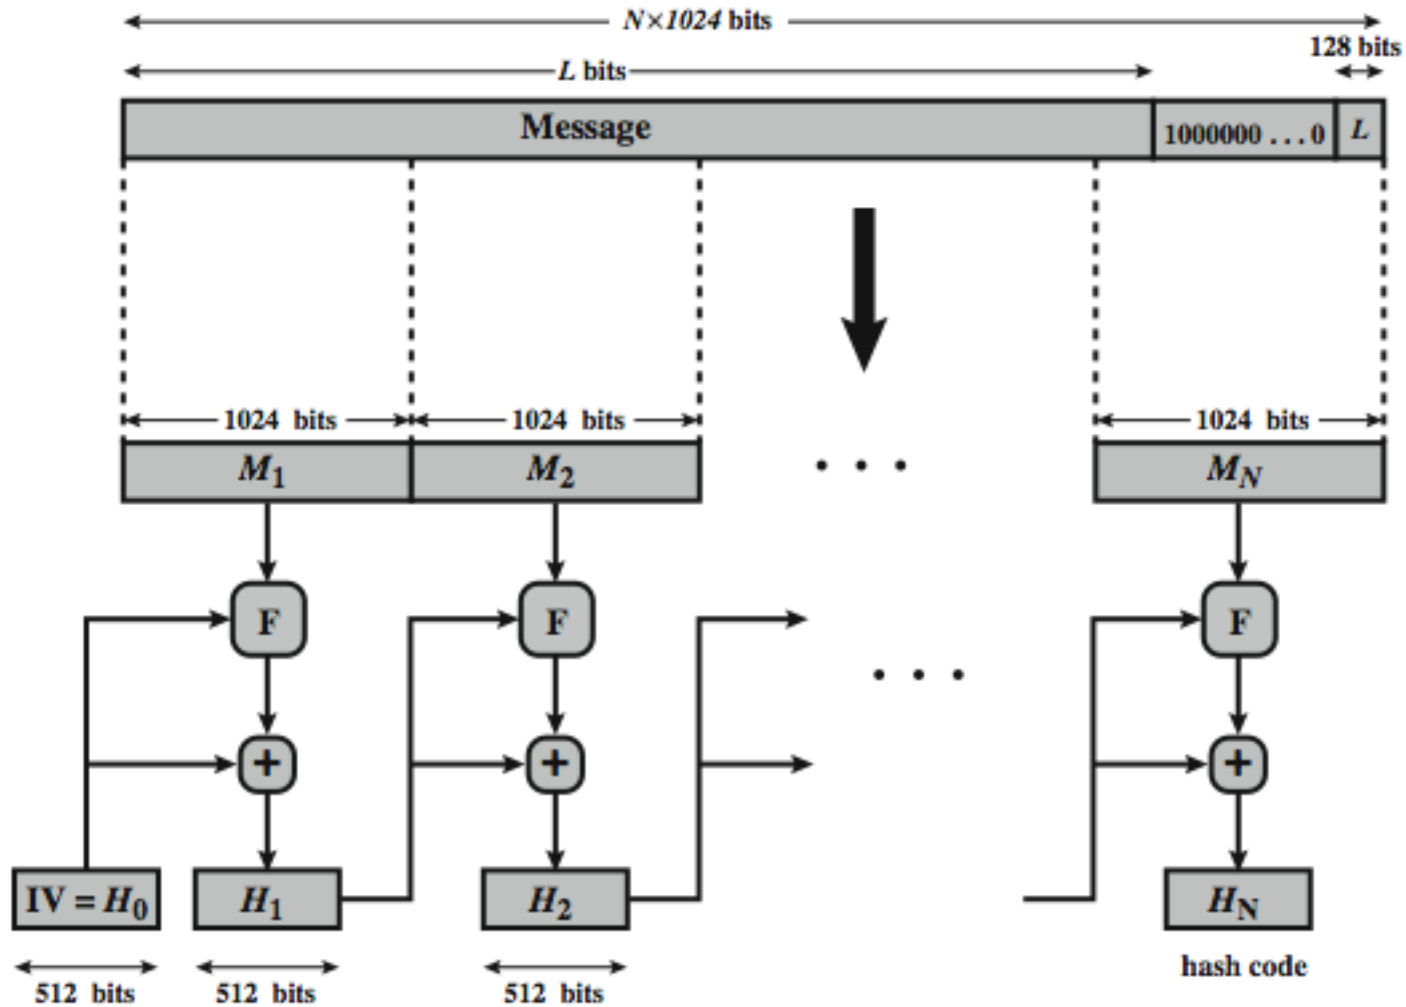 N×1024 bits
128 bits
L bits
Message
1000000 . . . 0
L
1024 bits
1024 bits
1024 bits
M1
M2
. . .
MN
F
F
F
. . .
+
+
+
IV = H0
H1
H2
HN
hash code
512 bits
512 bits
512 bits